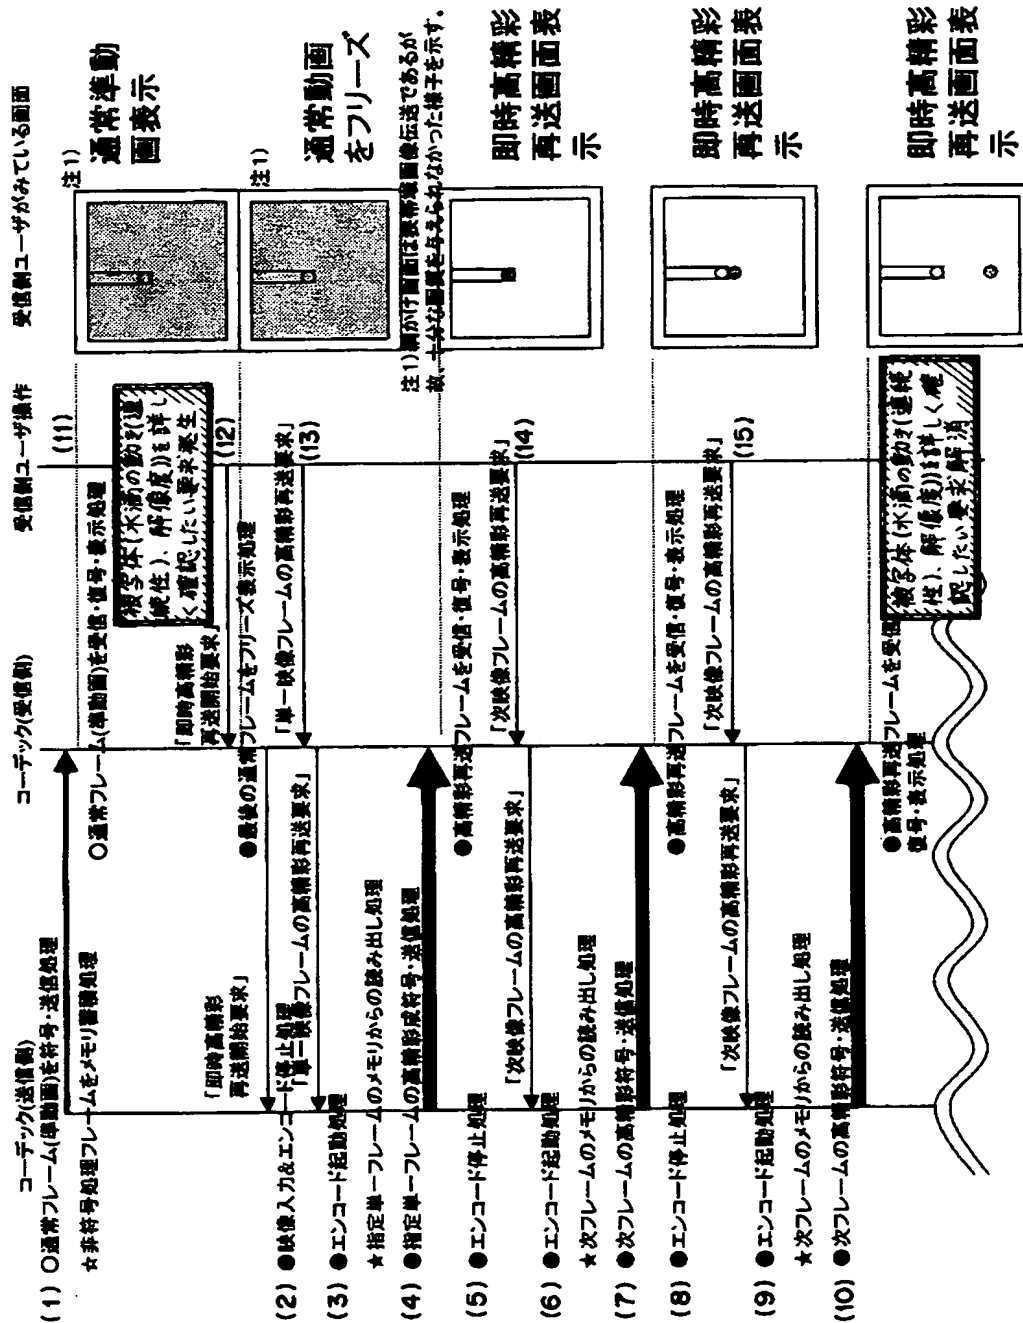 コーデック(送信側)
(1) ○通常フレーム(準動画)を符号・送信処理
☆非符号処理フレームをメモリ蓄積処理
「即時高精彩
再送開始要求」
(2) ●映像入力&エンコード停止処理
「単一映像フレームの高精彩再送要求」
(3) ●エンコード起動処理
★指定単一フレームのメモリからの読み出し処理
(4) ●指定単一フレームの高精彩成符号・送信処理
(5) ●エンコード停止処理
「次映像フレームの高精彩再送要求」
(6) ●エンコード起動処理
★次フレームのメモリからの読み出し処理
(7) ●次フレームの高精彩符号・送信処理
(8) ●エンコード停止処理
「次映像フレームの高精彩再送要求」
(9) ●エンコード起動処理
★次フレームのメモリからの読み出し処理
(10) ●次フレームの高精彩符号・送信処理
コーデック(受信側)
○通常フレーム(準動画)を受信・復号・表示処理
「即時高精彩
再送開始要求」
●最後の通常フレームをフリーズ表示処理
「単一映像フレームの高精彩再送要求」
●高精彩再送フレームを受信・復号・表示処理
「次映像フレームの高精彩再送要求」
●高精彩再送フレームを受信・復号・表示処理
「次映像フレームの高精彩再送要求」
●高精彩再送フレームを受信
復号・表示処理
受信側ユーザ操作
(11)
被写体(水滴)の動き(連
続性)、解像度))を詳し
く確認したい要求発生
(12)
(13)
(14)
(15)
被写体(水滴)の動き(連続
性)、解像度))を詳しく確
認したい要求解消
受信側ユーザがみている画面
注1)
通常準動
画表示
注1)
通常動画
をフリーズ
注1)網かけ画面は狭帯域画像伝送であるが
故、十分な画質を与えられなかった様子を示す。
即時高精彩
再送画面表
示
即時高精彩
再送画面表
示
即時高精彩
再送画面表
示